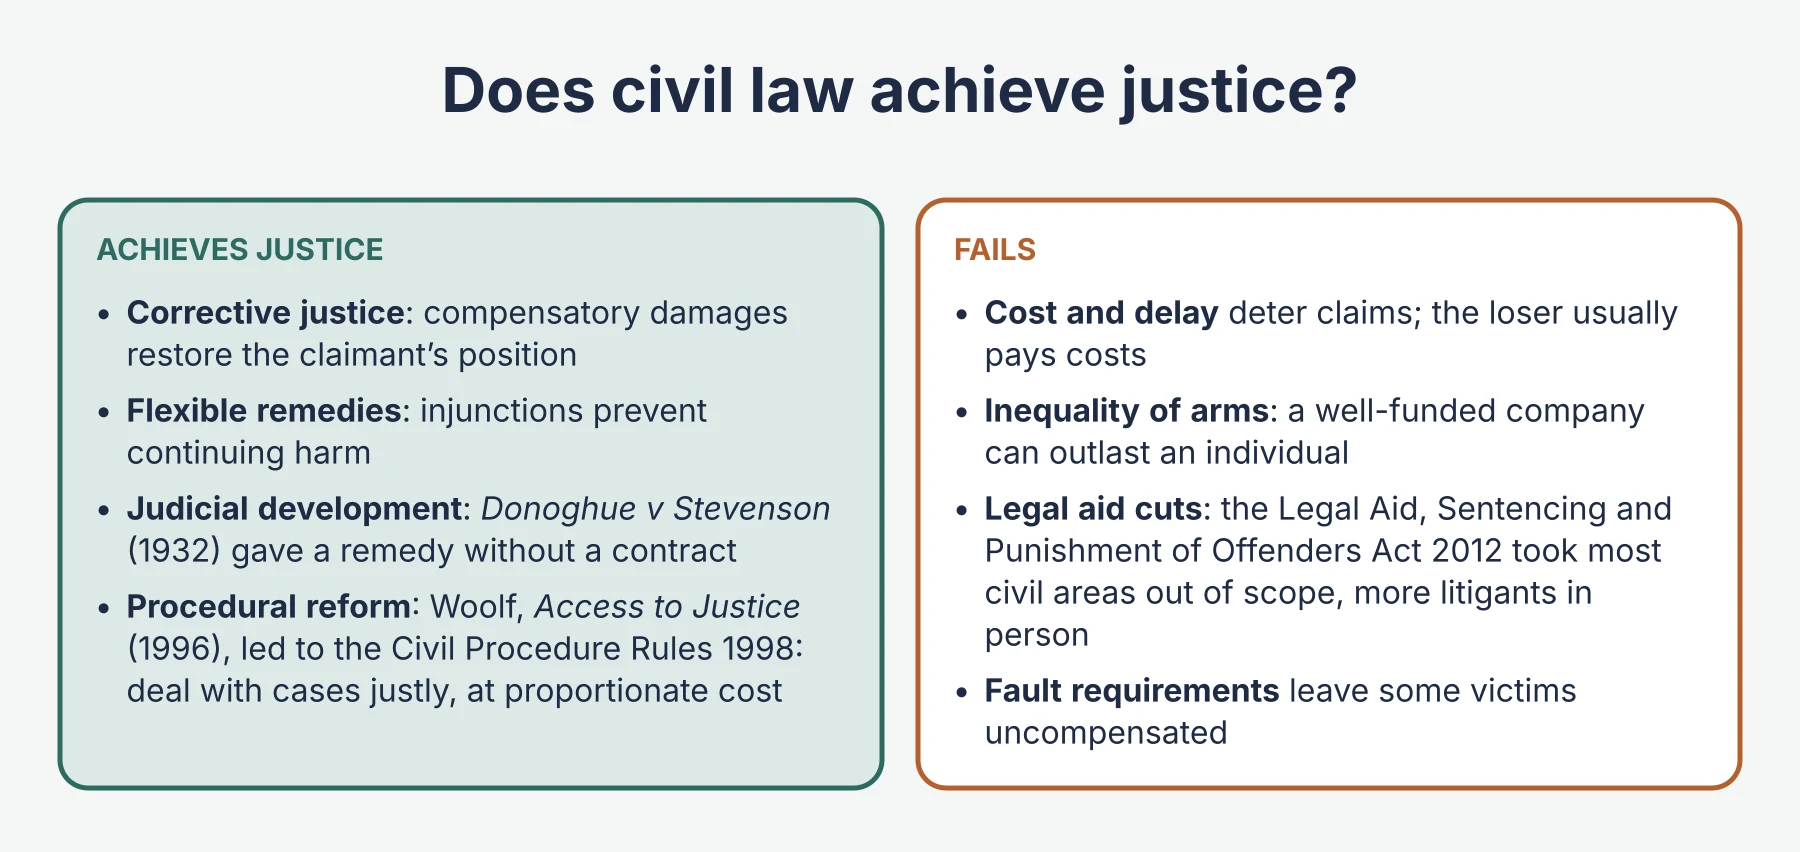 Does civil law achieve justice?
ACHIEVES JUSTICE
• Corrective justice: compensatory damages
restore the claimant’s position
• Flexible remedies: injunctions prevent
continuing harm
• Judicial development: Donoghue v Stevenson
(1932) gave a remedy without a contract
• Procedural reform: Woolf, Access to Justice
(1996), led to the Civil Procedure Rules 1998:
deal with cases justly, at proportionate cost
FAILS
• Cost and delay deter claims; the loser usually
pays costs
• Inequality of arms: a well-funded company
can outlast an individual
• Legal aid cuts: the Legal Aid, Sentencing and
Punishment of Offenders Act 2012 took most
civil areas out of scope, more litigants in
person
• Fault requirements leave some victims
uncompensated